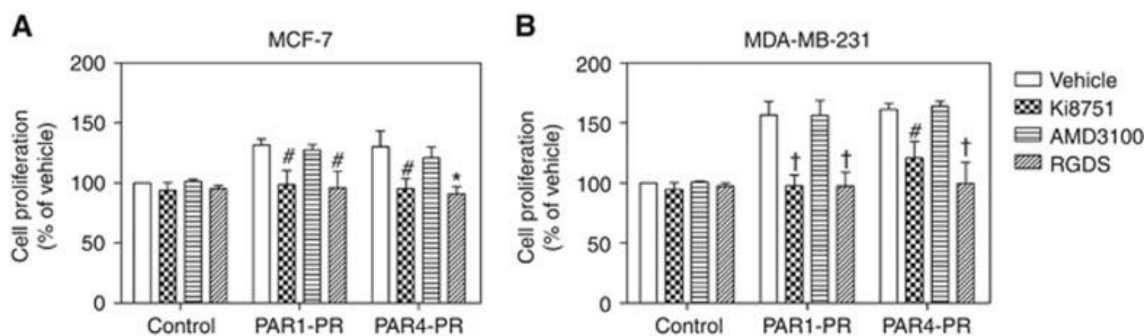 A
MCF-7
Cell proliferation
(% of vehicle)
200
150
100
50
0
# # # *
Control PAR1-PR PAR4-PR
B
MDA-MB-231
Cell proliferation
(% of vehicle)
200
150
100
50
0
† † # †
Control PAR1-PR PAR4-PR
Vehicle
Ki8751
AMD3100
RGDS